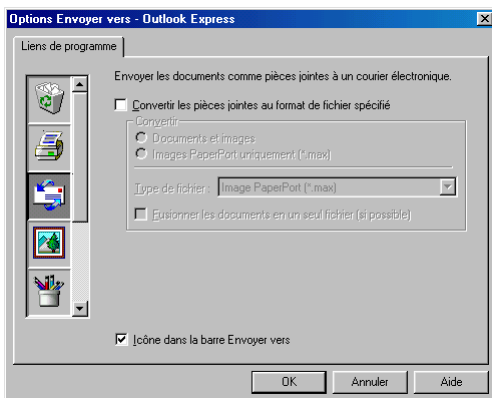 Options Envoyer vers - Outlook Express
Liens de programme
Envoyer les documents comme pièces jointes à un courier électronique.
Convertir les pièces jointes au format de fichier spécifié
Convertir
Documents et images
Images PaperPort uniquement (*.max)
Type de fichier : Image PaperPort (*.max)
Fusionner les documents en un seul fichier (si possible)
Icône dans la barre Envoyer vers
OK Annuler Aide